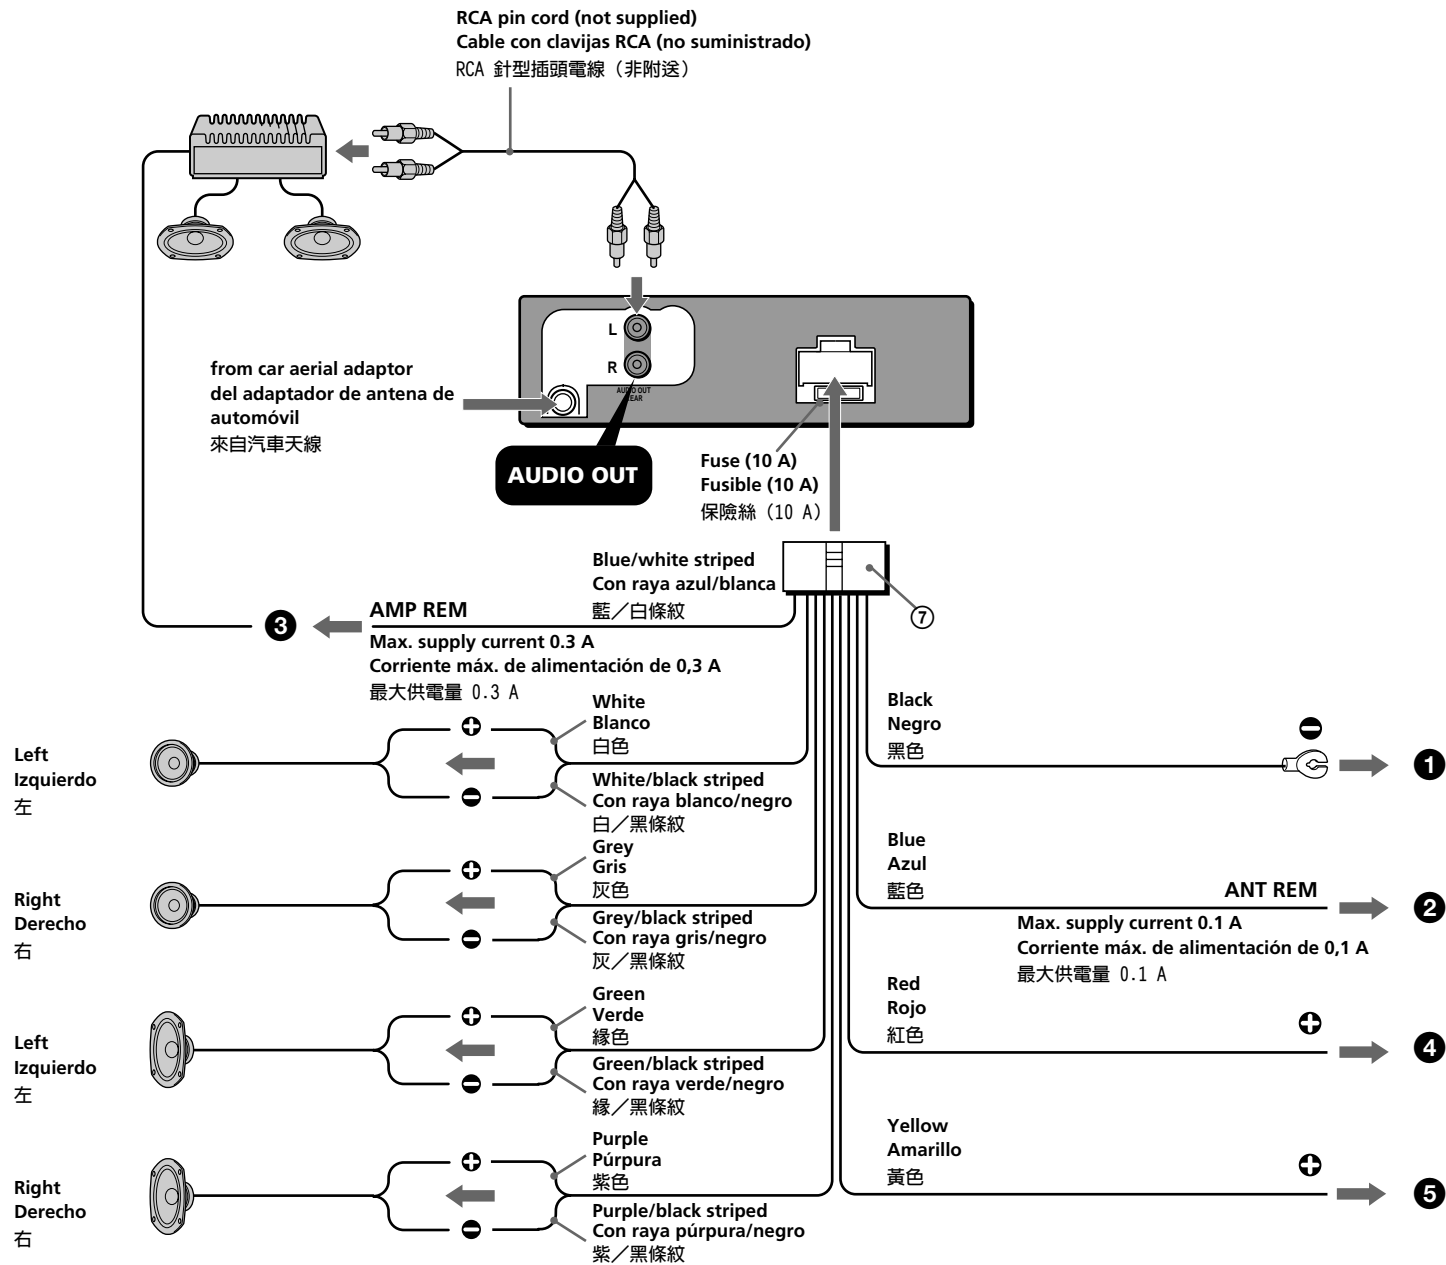 RCA pin cord (not supplied)
Cable con clavijas RCA (no suministrado)
RCA 針型插頭電線（非附送）
L
R
AUDIO OUT
from car aerial adaptor
del adaptador de antena de
automóvil
來自汽車天線
AUDIO OUT
Fuse (10 A)
Fusible (10 A)
保險絲（10 A）
Blue/white striped
Con raya azul/blanca
藍／白條紋
⑦
❸
AMP REM
Max. supply current 0.3 A
Corriente máx. de alimentación de 0,3 A
最大供電量 0.3 A
White
Blanco
白色
Left
Izquierdo
左
White/black striped
Con raya blanco/negro
白／黑條紋
Grey
Gris
灰色
Right
Derecho
右
Grey/black striped
Con raya gris/negro
灰／黑條紋
Green
Verde
緣色
Left
Izquierdo
左
Green/black striped
Con raya verde/negro
緣／黑條紋
Purple
Púrpura
紫色
Right
Derecho
右
Purple/black striped
Con raya púrpura/negro
紫／黑條紋
Black
Negro
黑色
❶
Blue
Azul
藍色
ANT REM
❷
Max. supply current 0.1 A
Corriente máx. de alimentación de 0,1 A
最大供電量 0.1 A
Red
Rojo
紅色
❹
Yellow
Amarillo
黃色
❺